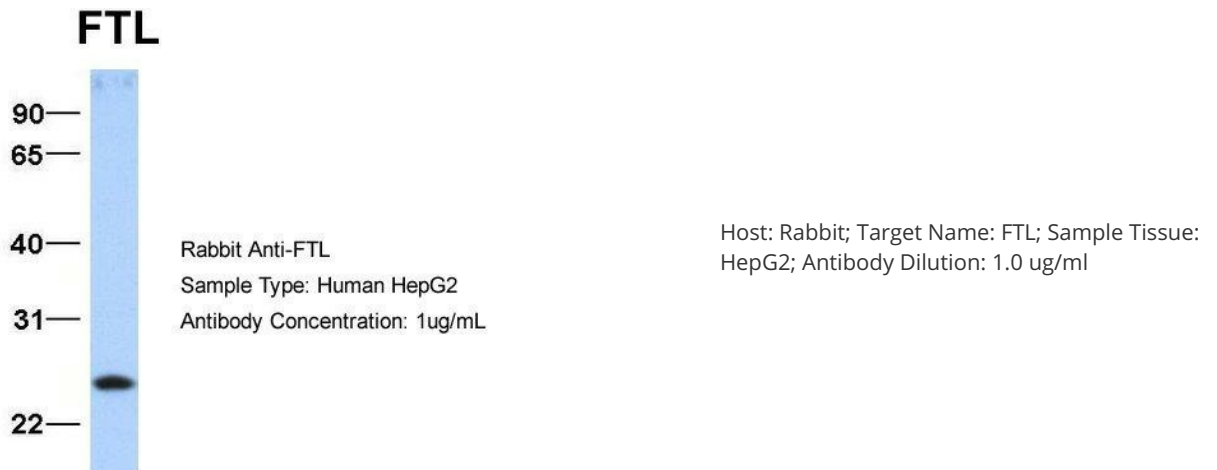 FTL
90
65
40
31
22
Rabbit Anti-FTL
Sample Type: Human HepG2
Antibody Concentration: 1ug/mL
Host: Rabbit; Target Name: FTL; Sample Tissue:
HepG2; Antibody Dilution: 1.0 ug/ml